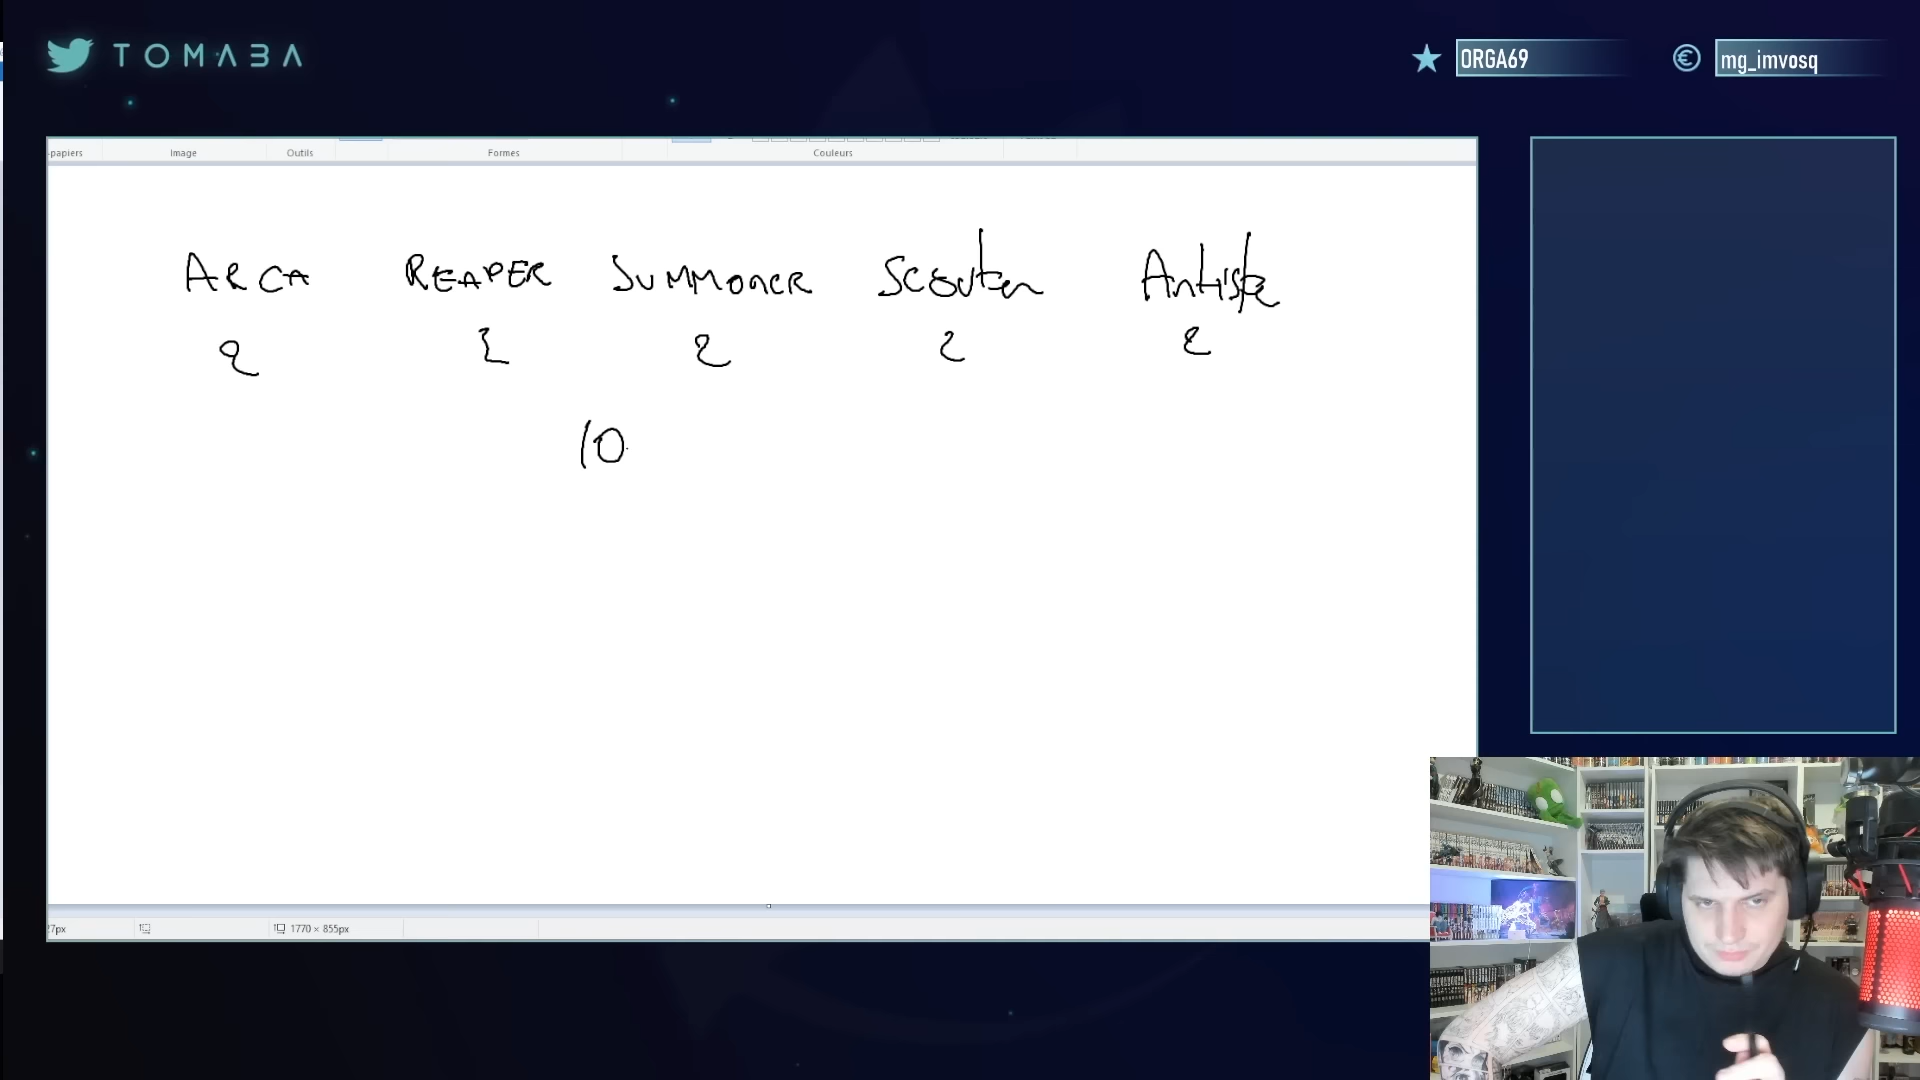 TOMABA
ORGA69
mg_imvosq
-papiers Image Outils Formes Couleurs
ARCA REAPER SUMMONER Scouter Artiste
2 2 2 2 2
10
7px 1770 × 855px